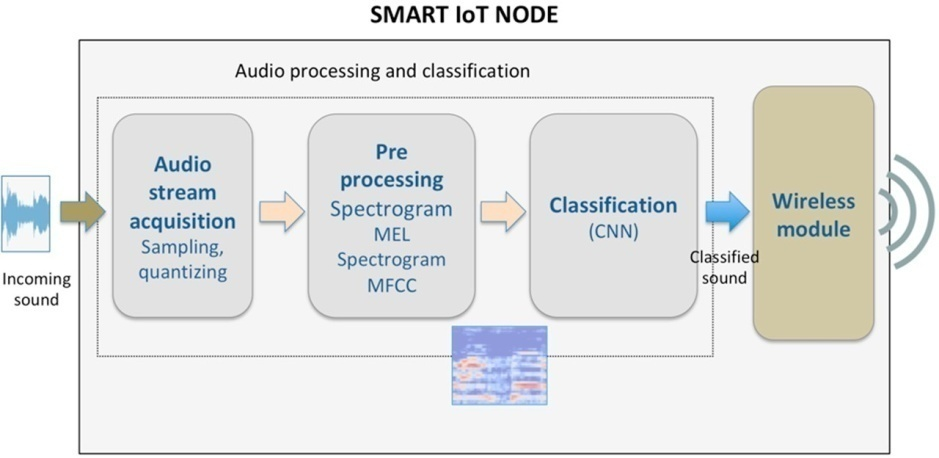 SMART IoT NODE
Audio processing and classification
Incoming
sound
Audio
stream
acquisition
Sampling,
quantizing
Pre
processing
Spectrogram
MEL
Spectrogram
MFCC
Classification
(CNN)
Classified
sound
Wireless
module